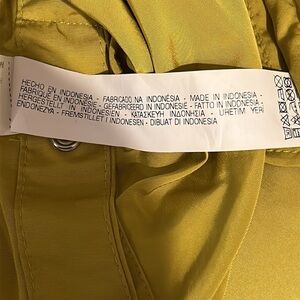 HECHO EN INDONESIA - FABRICADO NA INDONÉSIA - MADE IN INDONESIA -
FABRIQUÉ EN INDONÉSIE - GEFABRICEERD IN INDONESIË - FATTO IN INDONESIA -
HERGESTELLT IN INDONESIEN - ΚΑΤΑΣΚΕΥΗ ΙΝΔΟΝΗΣΙΑ - URETIM YERI
ENDONEZYA - FREMSTILLET I INDONESIEN - DIBUAT DI INDONESIA